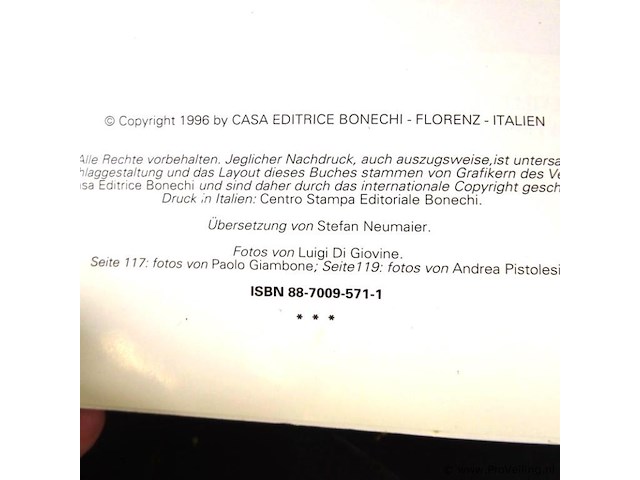 © Copyright 1996 by CASA EDITRICE BONECHI - FLORENZ - ITALIEN
Alle Rechte vorbehalten. Jeglicher Nachdruck, auch auszugsweise,ist untersa
hlaggestaltung und das Layout dieses Buches stammen von Grafikern des Ve
asa Editrice Bonechi und sind daher durch das internationale Copyright gesch
Druck in Italien: Centro Stampa Editoriale Bonechi.
Übersetzung von Stefan Neumaier.
Fotos von Luigi Di Giovine.
Seite 117: fotos von Paolo Giambone; Seite119: fotos von Andrea Pistolesi
ISBN 88-7009-571-1
* * *